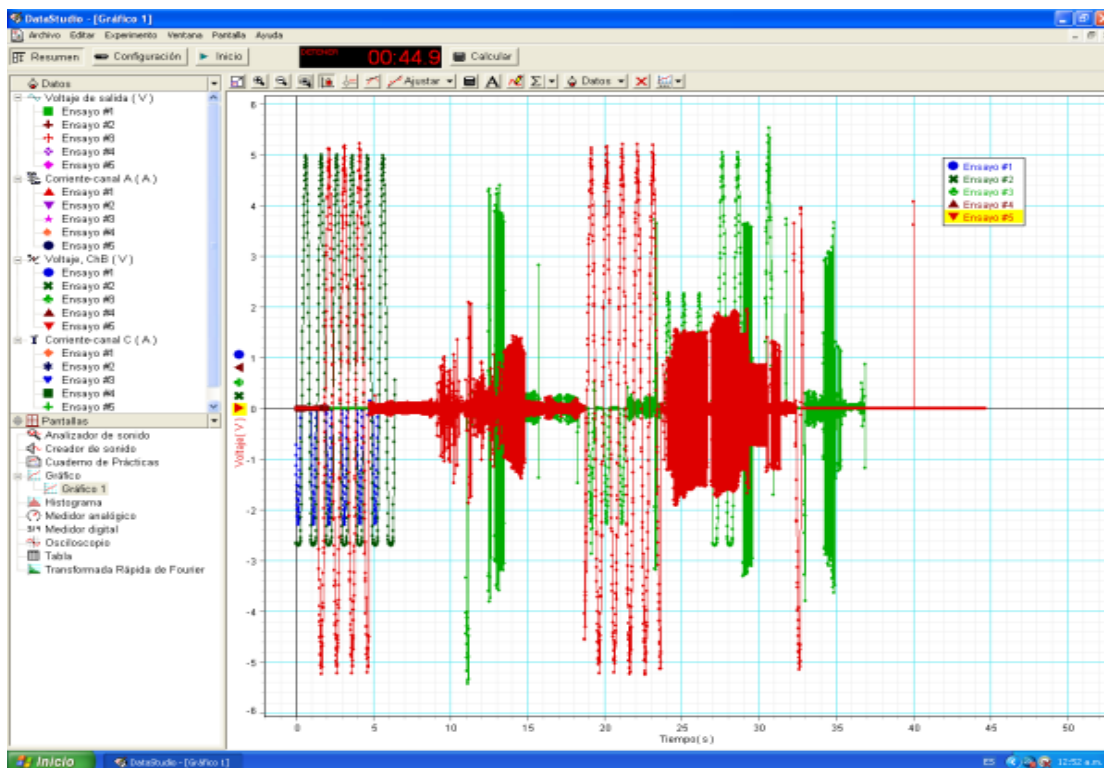 DataStudio - [Gráfico 1]
Archivo Editar Experimento Ventana Pantalla Ayuda
Resumen Configuración Inicio 00:44.9 Calcular
Datos
Ajustar Σ Datos
Voltaje de salida ( V )
Ensayo #1
Ensayo #2
Ensayo #3
Ensayo #4
Ensayo #5
Corriente-canal A ( A )
Ensayo #1
Ensayo #2
Ensayo #3
Ensayo #4
Ensayo #5
Voltaje, ChB ( V )
Ensayo #1
Ensayo #2
Ensayo #3
Ensayo #4
Ensayo #5
Corriente-canal C ( A )
Ensayo #1
Ensayo #2
Ensayo #3
Ensayo #4
Ensayo #5
Pantallas
Analizador de sonido
Creador de sonido
Cuaderno de Prácticas
Gráfico
Gráfico 1
Histograma
Medidor analógico
Medidor digital
Osciloscopio
Tabla
Transformada Rápida de Fourier
6
5
4
3
2
1
0
-1
-2
-3
-4
-5
-6
Voltaje( V )
Ensayo #1
Ensayo #2
Ensayo #3
Ensayo #4
Ensayo #5
0 5 10 15 20 25 30 35 40 45 50
Tiempo( s )
Inicio DataStudio - [Gráfico 1] ES 12:52 a.m.